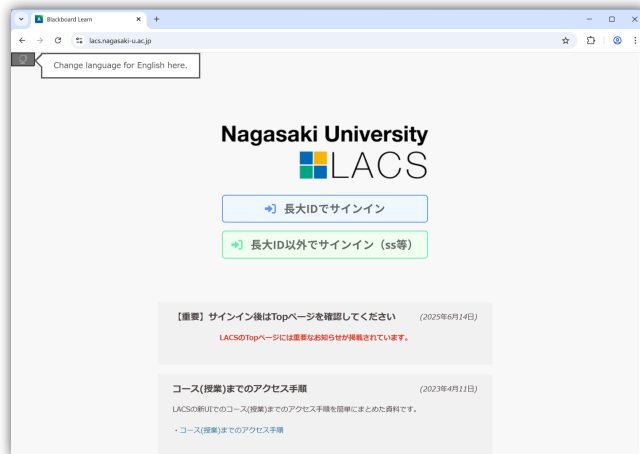 Blackboard Learn
lacs.nagasaki-u.ac.jp
Change language for English here.
Nagasaki University
LACS
長大IDでサインイン
長大ID以外でサインイン（ss等）
【重要】サインイン後はTopページを確認してください (2025年6月14日)
LACSのTopページには重要なお知らせが掲載されています。
コース(授業)までのアクセス手順 (2023年4月11日)
LACSの新UIでのコース(授業)までのアクセス手順を簡単にまとめた資料です。
・コース(授業)までのアクセス手順